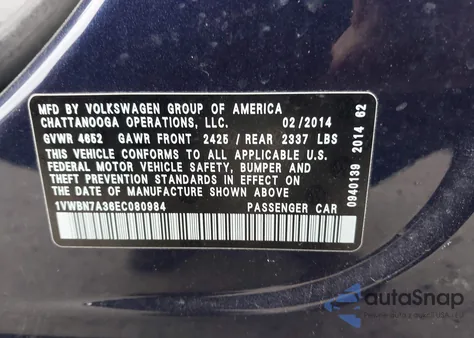 MFD BY VOLKSWAGEN GROUP OF AMERICA
CHATTANOOGA OPERATIONS, LLC. 02/2014
GVWR 4652 GAWR FRONT 2425 / REAR 2337 LBS
THIS VEHICLE CONFORMS TO ALL APPLICABLE U.S.
FEDERAL MOTOR VEHICLE SAFETY, BUMPER AND
THEFT PREVENTION STANDARDS IN EFFECT ON THE
DATE OF MANUFACTURE SHOWN ABOVE.
1VWBN7A36EC080984 PASSENGER CAR
0940139 2014 62
autoSnap